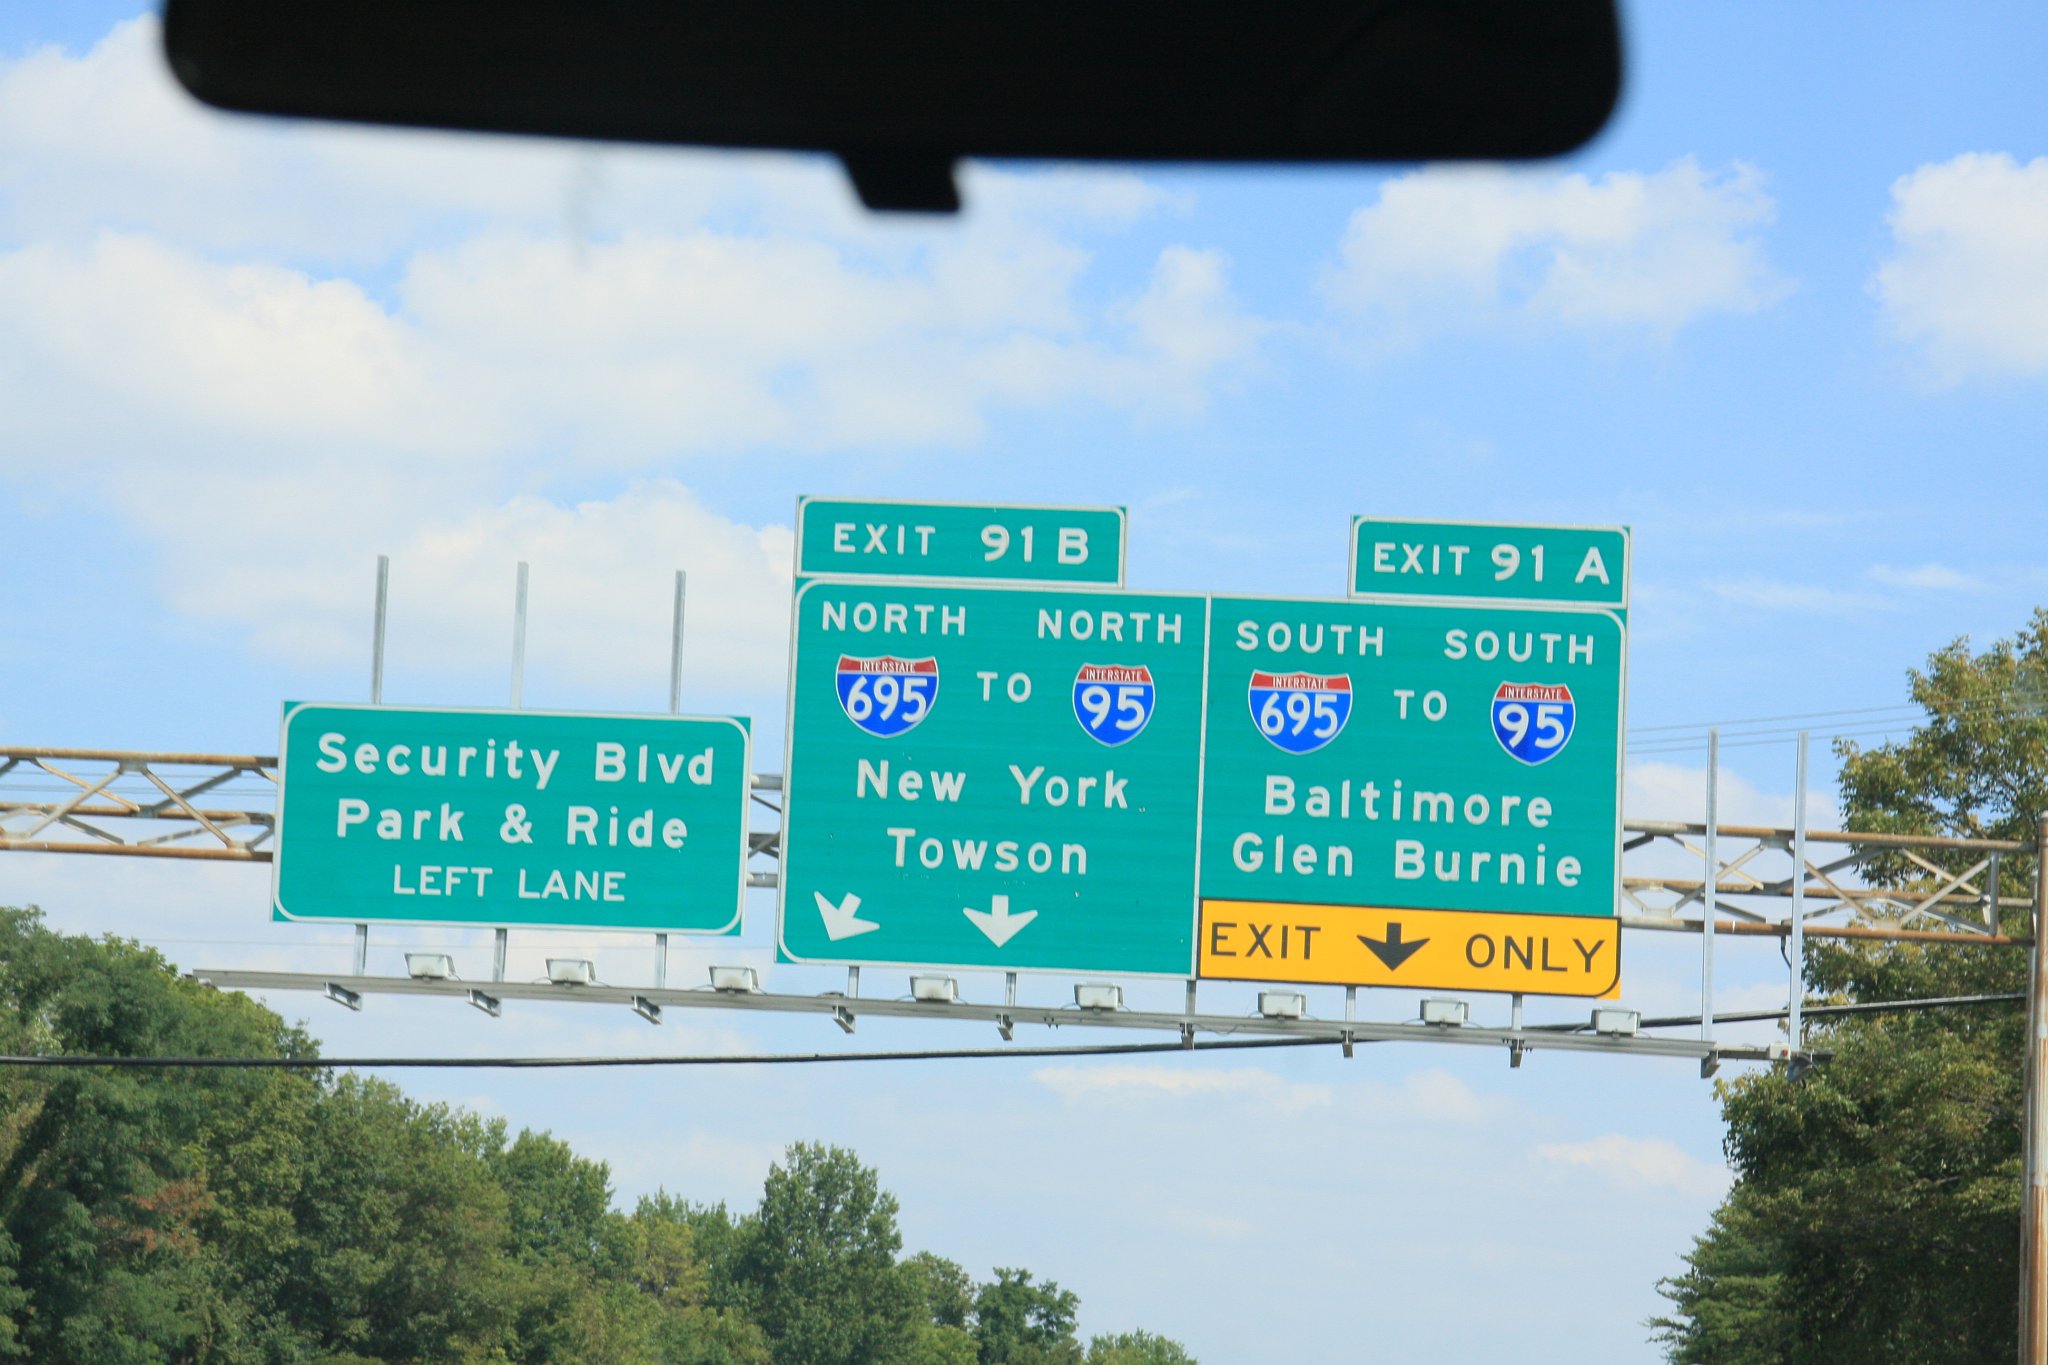 Security Blvd
Park & Ride
LEFT LANE
EXIT 91 B
NORTH NORTH
INTERSTATE 695 TO INTERSTATE 95
New York
Towson
EXIT 91 A
SOUTH SOUTH
INTERSTATE 695 TO INTERSTATE 95
Baltimore
Glen Burnie
EXIT ONLY